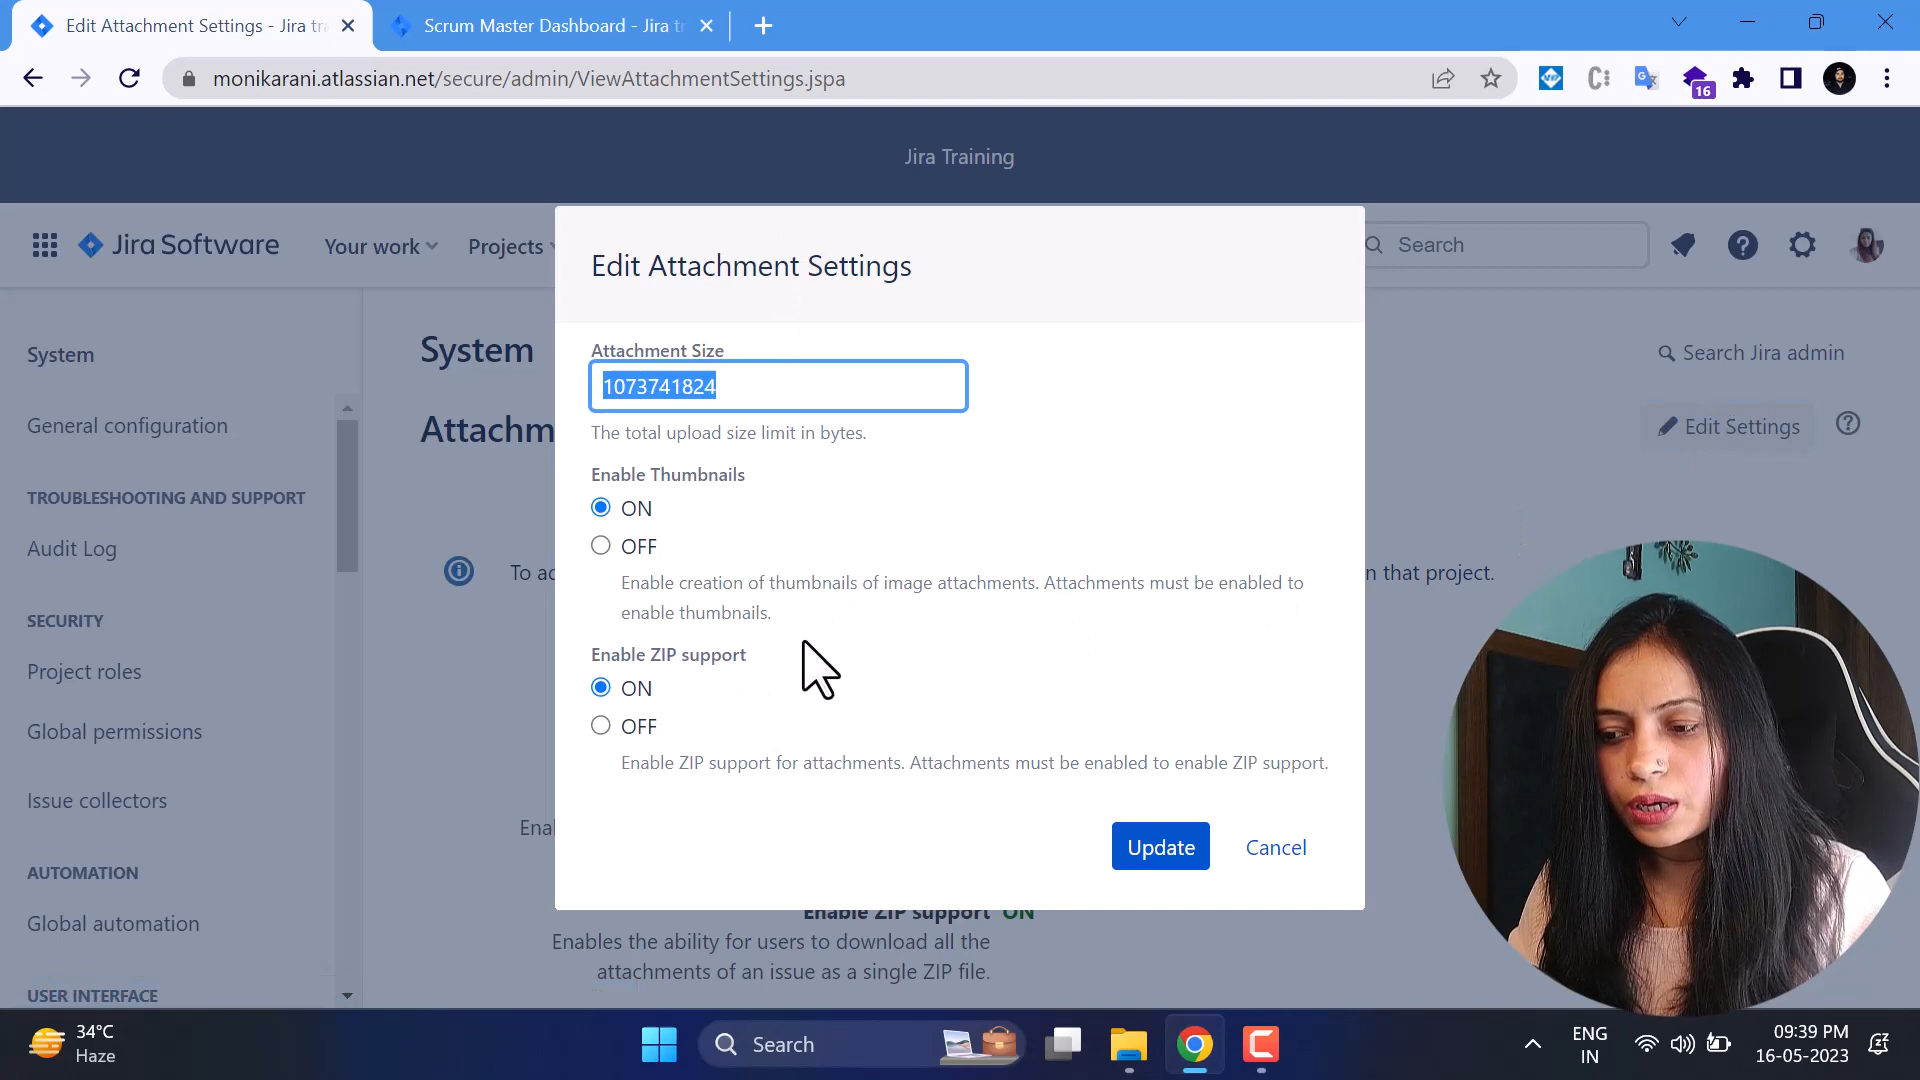 Edit Attachment Settings - Jira tra
Scrum Master Dashboard - Jira tr
monikarani.atlassian.net/secure/admin/ViewAttachmentSettings.jspa
16
Jira Training
Jira Software
Your work
Projects
Search
Edit Attachment Settings
System
System
Search Jira admin
Attachment Size
1073741824
The total upload size limit in bytes.
General configuration
Attachm
Edit Settings
Enable Thumbnails
ON
OFF
Enable creation of thumbnails of image attachments. Attachments must be enabled to
enable thumbnails.
TROUBLESHOOTING AND SUPPORT
Audit Log
To ad
n that project.
SECURITY
Project roles
Enable ZIP support
ON
OFF
Enable ZIP support for attachments. Attachments must be enabled to enable ZIP support.
Global permissions
Issue collectors
Enal
Update
Cancel
AUTOMATION
Global automation
Enable ZIP support ON
Enables the ability for users to download all the
attachments of an issue as a single ZIP file.
USER INTERFACE
34°C
Haze
Search
ENG
IN
09:39 PM
16-05-2023